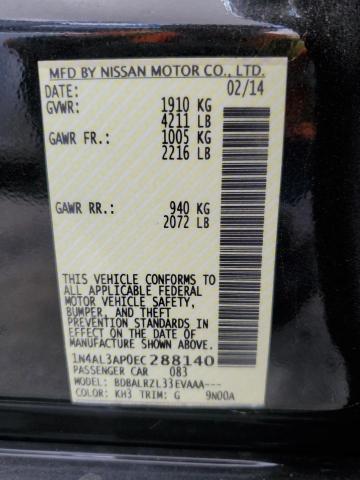 MFD BY NISSAN MOTOR CO., LTD.
DATE: 02/14
GVWR: 1910 KG
4211 LB
GAWR FR.: 1005 KG
2216 LB
GAWR RR.: 940 KG
2072 LB
THIS VEHICLE CONFORMS TO
ALL APPLICABLE FEDERAL
MOTOR VEHICLE SAFETY,
BUMPER, AND THEFT
PREVENTION STANDARDS
IN EFFECT ON THE DATE OF
MANUFACTURE SHOWN ABOVE.
1N4AL3AP0EC288140
PASSENGER CAR 083
MODEL: BDBALRZL33EVAAA---
COLOR: KH3 TRIM: G 9N00A